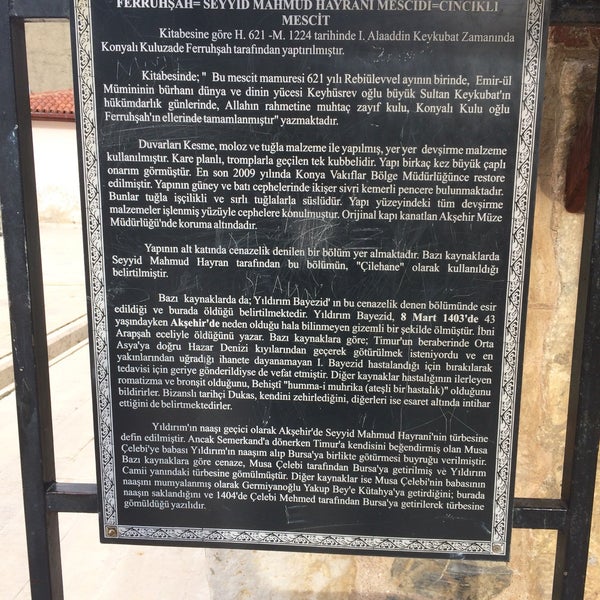 FERRUHŞAH= SEYYİD MAHMUD HAYRANİ MESCİDİ=CİNCIKLI
MESCİT
Kitabesine göre H. 621 -M. 1224 tarihinde I. Alaaddin Keykubat Zamanında
Konyalı Kuluzade Ferruhşah tarafından yaptırılmıştır.
Kitabesinde; " Bu mescit mamuresi 621 yılı Rebiülevvel ayının birinde, Emir-ül
Mümininin bürhanı dünya ve dinin yücesi Keyhüsrev oğlu büyük Sultan Keykubat'ın
hükümdarlık günlerinde, Allahın rahmetine muhtaç zayıf kulu, Konyalı Kulu oğlu
Ferruhşah'ın ellerinde tamamlanmıştır" yazmaktadır.
Duvarları Kesme, moloz ve tuğla malzeme ile yapılmış, yer yer devşirme malzeme
kullanılmıştır. Kare planlı, tromplarla geçilen tek kubbelidir. Yapı birkaç kez büyük çaplı
onarım görmüştür. En son 2009 yılında Konya Vakıflar Bölge Müdürlüğünce restore
edilmiştir. Yapının güney ve batı cephelerinde ikişer sivri kemerli pencere bulunmaktadır.
Bunlar tuğla işçilikli ve sırlı tuğlalarla süslüdür. Yapı yüzeyindeki tüm devşirme
malzemeler işlenmiş yüzüyle cephelere konulmuştur. Orijinal kapı kanatları Akşehir Müze
Müdürlüğü'nde koruma altındadır.
Yapının alt katında cenazelik denilen bir bölüm yer almaktadır. Bazı kaynaklarda
Seyyid Mahmud Hayran tarafından bu bölümün, "Çilehane" olarak kullanıldığı
belirtilmiştir.
Bazı kaynaklarda da; Yıldırım Bayezid' ın bu cenazelik denen bölümünde esir
edildiği ve burada öldüğü belirtilmektedir. Yıldırım Bayezid, 8 Mart 1403'de 43
yaşındayken Akşehir'de neden olduğu hala bilinmeyen gizemli bir şekilde ölmüştür. İbni
Arapşah eceliyle öldüğünü yazar. Bazı kaynaklara göre; Timur'un beraberinde Orta
Asya'ya doğru Hazar Denizi kıyılarından geçerek götürülmek isteniyordu ve en
yakınlarından uğradığı ihanete dayanamayan I. Bayezid hastalandığı için bırakılarak
tedavisi için geriye gönderildiyse de vefat etmiştir. Diğer kaynaklar hastalığının ilerleyen
romatizma ve bronşit olduğunu, Behiştî "humma-i muhrika (ateşli bir hastalık)" olduğunu
bildirirler. Bizanslı tarihçi Dukas, kendini zehirlediğini, diğerleri ise esaret altında intihar
ettiğini de belirtmektedirler.
Yıldırım'ın naaşı geçici olarak Akşehir'de Seyyid Mahmud Hayrani'nin türbesine
defin edilmiştir. Ancak Semerkand'a dönerken Timur'a kendisini beğendirmiş olan Musa
Çelebi'ye babası Yıldırım'ın naaşım alıp Bursa'ya birlikte götürmesi buyruğu verilmiştir.
Bazı kaynaklara göre cenaze, Musa Çelebi tarafından Bursa'ya getirilmiş ve Yıldırım
Camii yanındaki türbesine gömülmüştür. Diğer kaynaklar ise Musa Çelebi'nin babasının
naaşını mumyalanmış olarak Germiyanoğlu Yakup Bey'e Kütahya'ya getirdiğini; burada
naaşın saklandığını ve 1404'de Çelebi Mehmed tarafından Bursa'ya getirilerek türbesine
gömüldüğü yazılıdır.